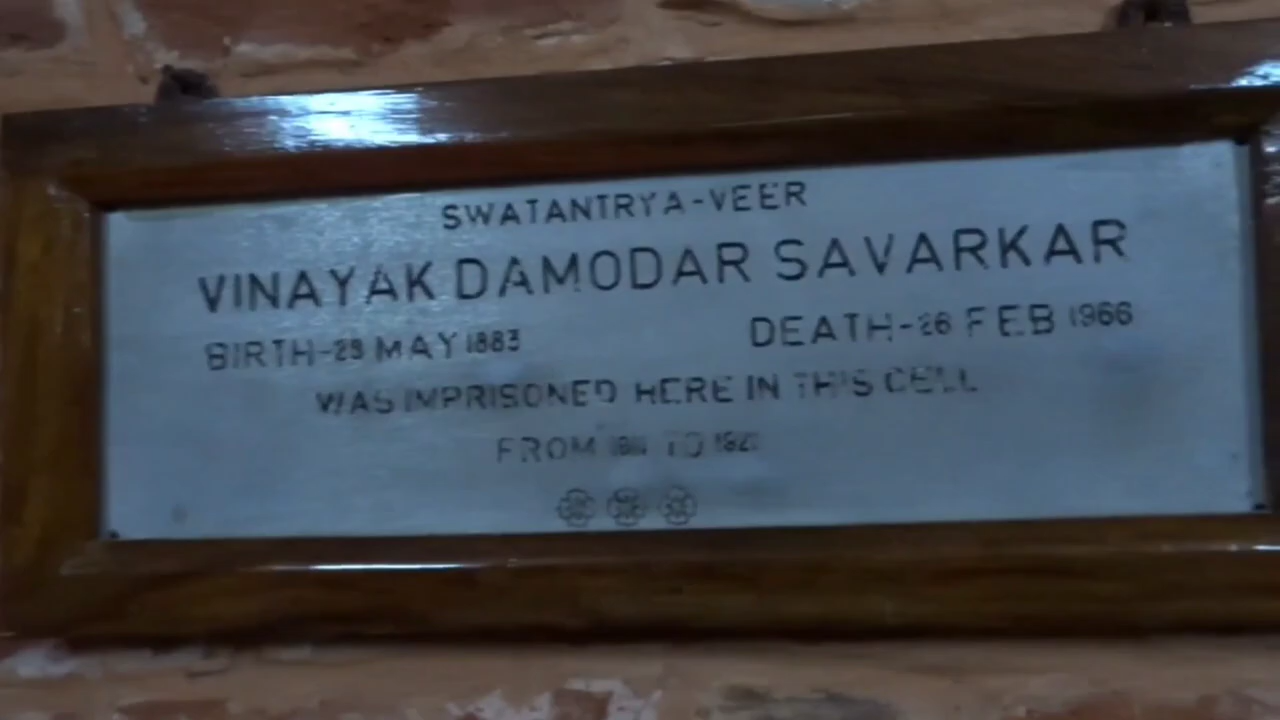 SWATANTRYA-VEER
VINAYAK DAMODAR SAVARKAR
BIRTH-29 MAY 1883 DEATH-26 FEB 1966
WAS IMPRISONED HERE IN THIS CELL
FROM TO